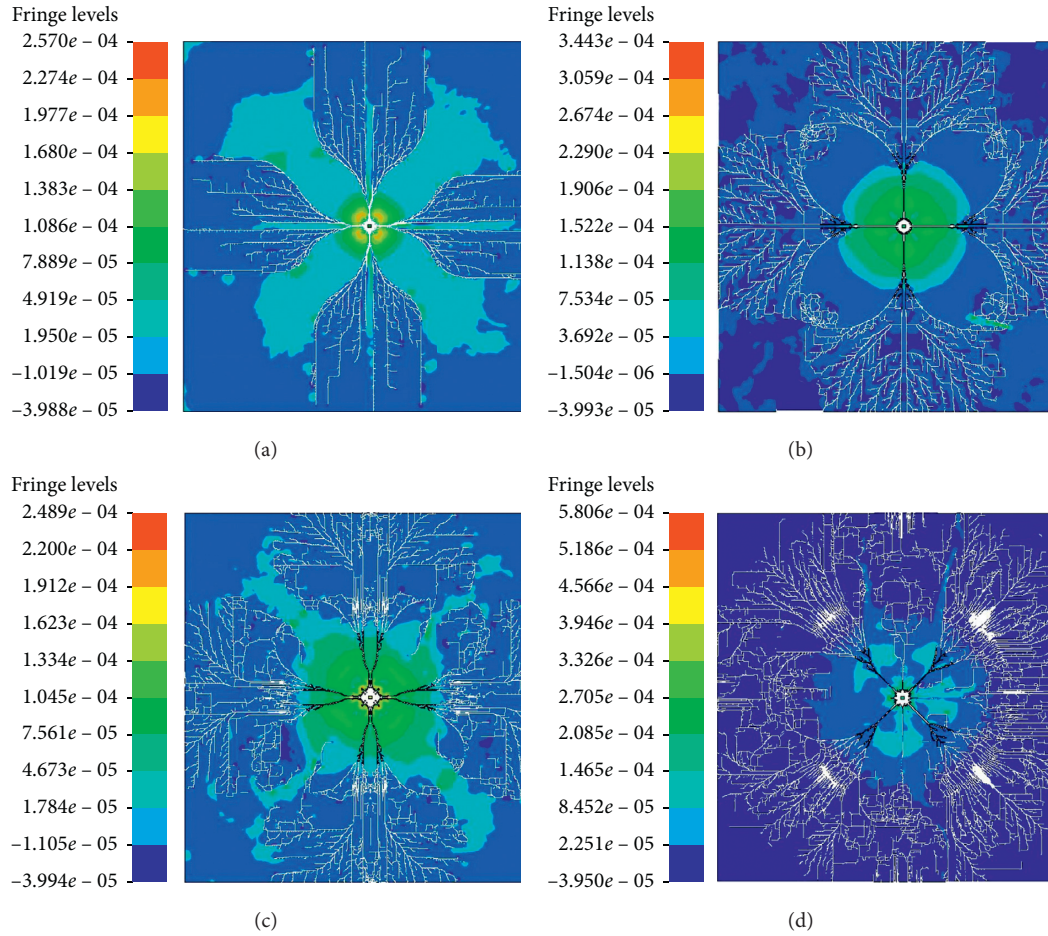 Fringe levels
2.570e – 04
2.274e – 04
1.977e – 04
1.680e – 04
1.383e – 04
1.086e – 04
7.889e – 05
4.919e – 05
1.950e – 05
–1.019e – 05
–3.988e – 05
(a)
Fringe levels
3.443e – 04
3.059e – 04
2.674e – 04
2.290e – 04
1.906e – 04
1.522e – 04
1.138e – 04
7.534e – 05
3.692e – 05
–1.504e – 06
–3.993e – 05
(b)
Fringe levels
2.489e – 04
2.200e – 04
1.912e – 04
1.623e – 04
1.334e – 04
1.045e – 04
7.561e – 05
4.673e – 05
1.784e – 05
–1.105e – 05
–3.994e – 05
(c)
Fringe levels
5.806e – 04
5.186e – 04
4.566e – 04
3.946e – 04
3.326e – 04
2.705e – 04
2.085e – 04
1.465e – 04
8.452e – 05
2.251e – 05
–3.950e – 05
(d)